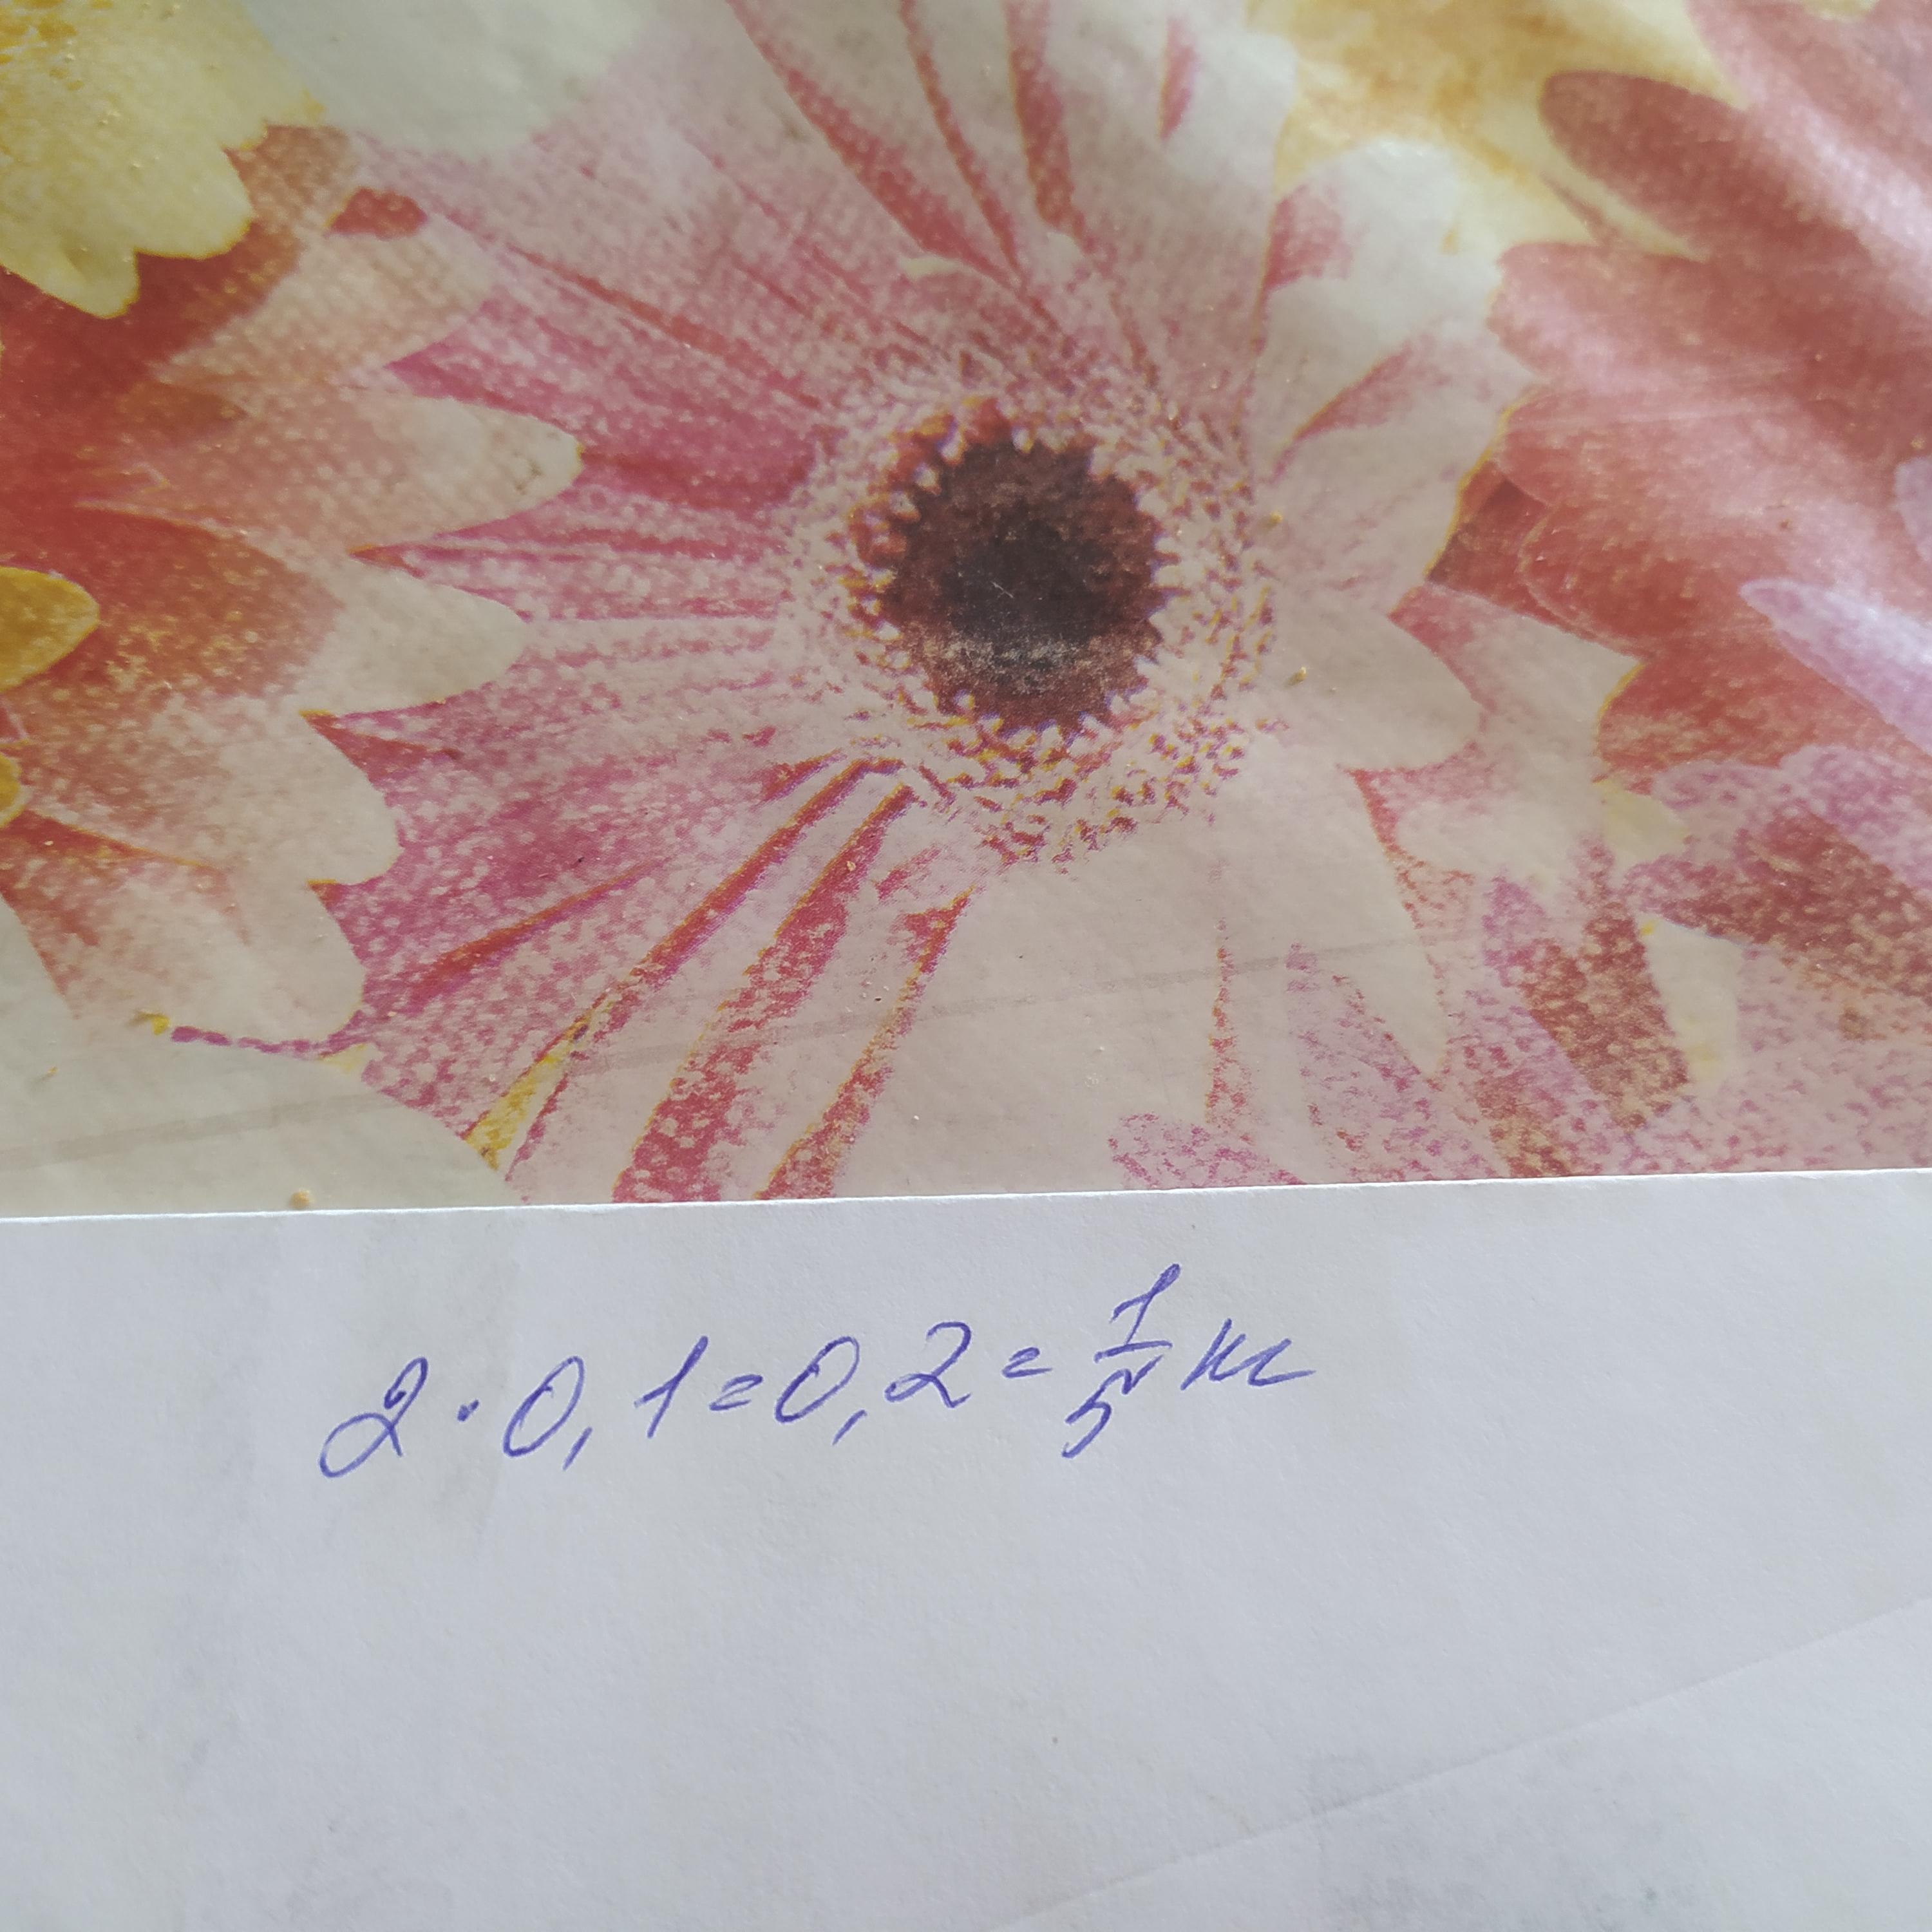 2 · 0,1 = 0,2 = 1/5 кг